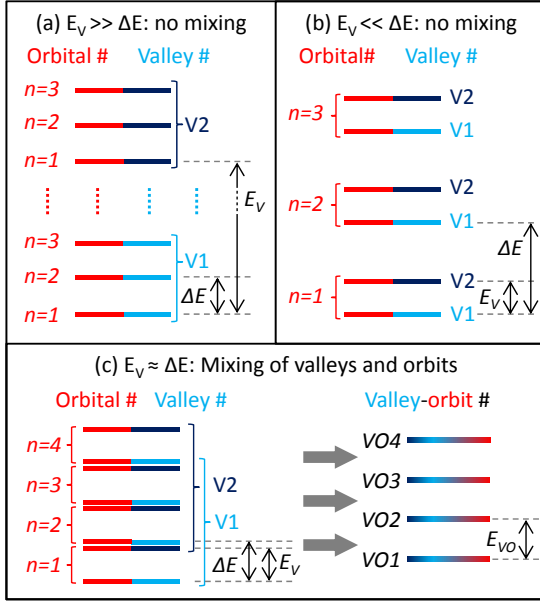 (a) E_V >> ΔE: no mixing
Orbital # Valley #
n=3
n=2
V2
n=1
E_V
n=3
V1
n=2
ΔE
n=1
(b) E_V << ΔE: no mixing
Orbital# Valley #
V2
n=3
V1
V2
n=2
V1
ΔE
V2
n=1
E_V
V1
(c) E_V ≈ ΔE: Mixing of valleys and orbits
Orbital # Valley #
n=4
n=3
V2
n=2
V1
n=1
ΔE E_V
Valley-orbit #
VO4
VO3
VO2
E_VO
VO1